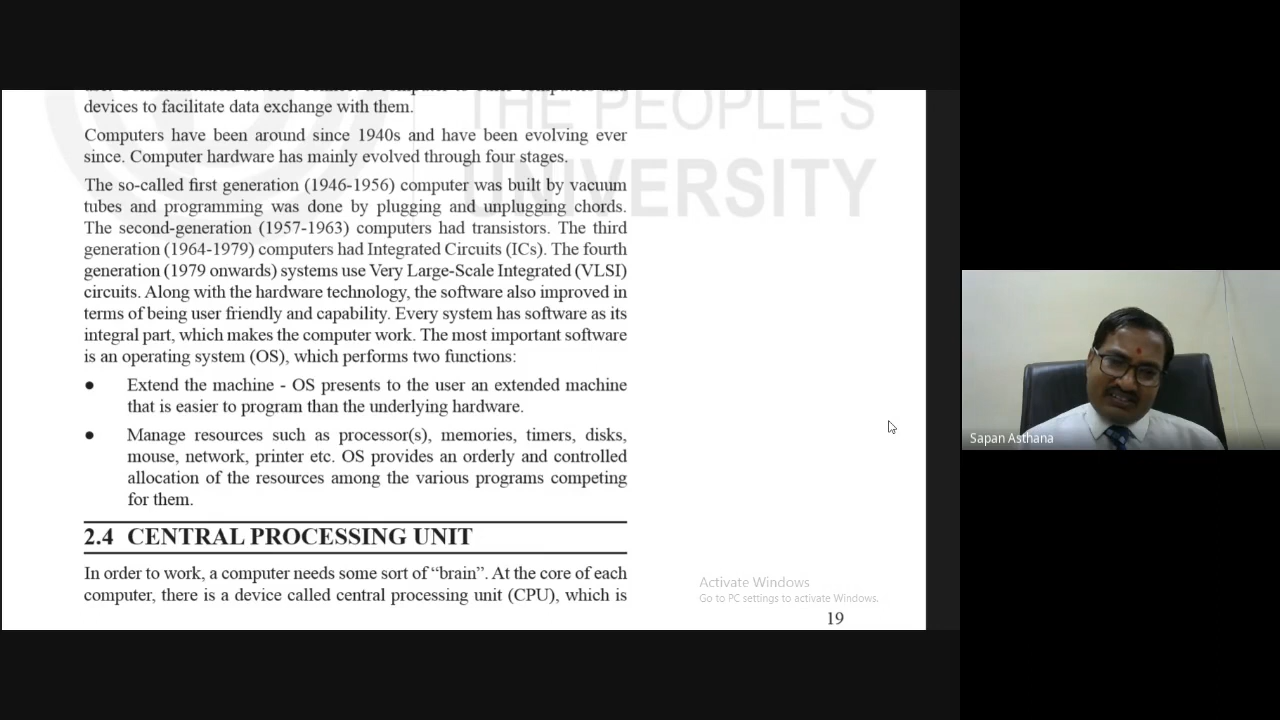 devices to facilitate data exchange with them.
THE PEOPLE'S
Computers have been around since 1940s and have been evolving ever
since. Computer hardware has mainly evolved through four stages.
UNIVERSITY
The so-called first generation (1946-1956) computer was built by vacuum
tubes and programming was done by plugging and unplugging chords.
The second-generation (1957-1963) computers had transistors. The third
generation (1964-1979) computers had Integrated Circuits (ICs). The fourth
generation (1979 onwards) systems use Very Large-Scale Integrated (VLSI)
circuits. Along with the hardware technology, the software also improved in
terms of being user friendly and capability. Every system has software as its
integral part, which makes the computer work. The most important software
is an operating system (OS), which performs two functions:
● Extend the machine - OS presents to the user an extended machine
that is easier to program than the underlying hardware.
● Manage resources such as processor(s), memories, timers, disks,
mouse, network, printer etc. OS provides an orderly and controlled
allocation of the resources among the various programs competing
for them.
2.4 CENTRAL PROCESSING UNIT
In order to work, a computer needs some sort of “brain”. At the core of each
computer, there is a device called central processing unit (CPU), which is
Activate Windows
Go to PC settings to activate Windows.
19
Sapan Asthana